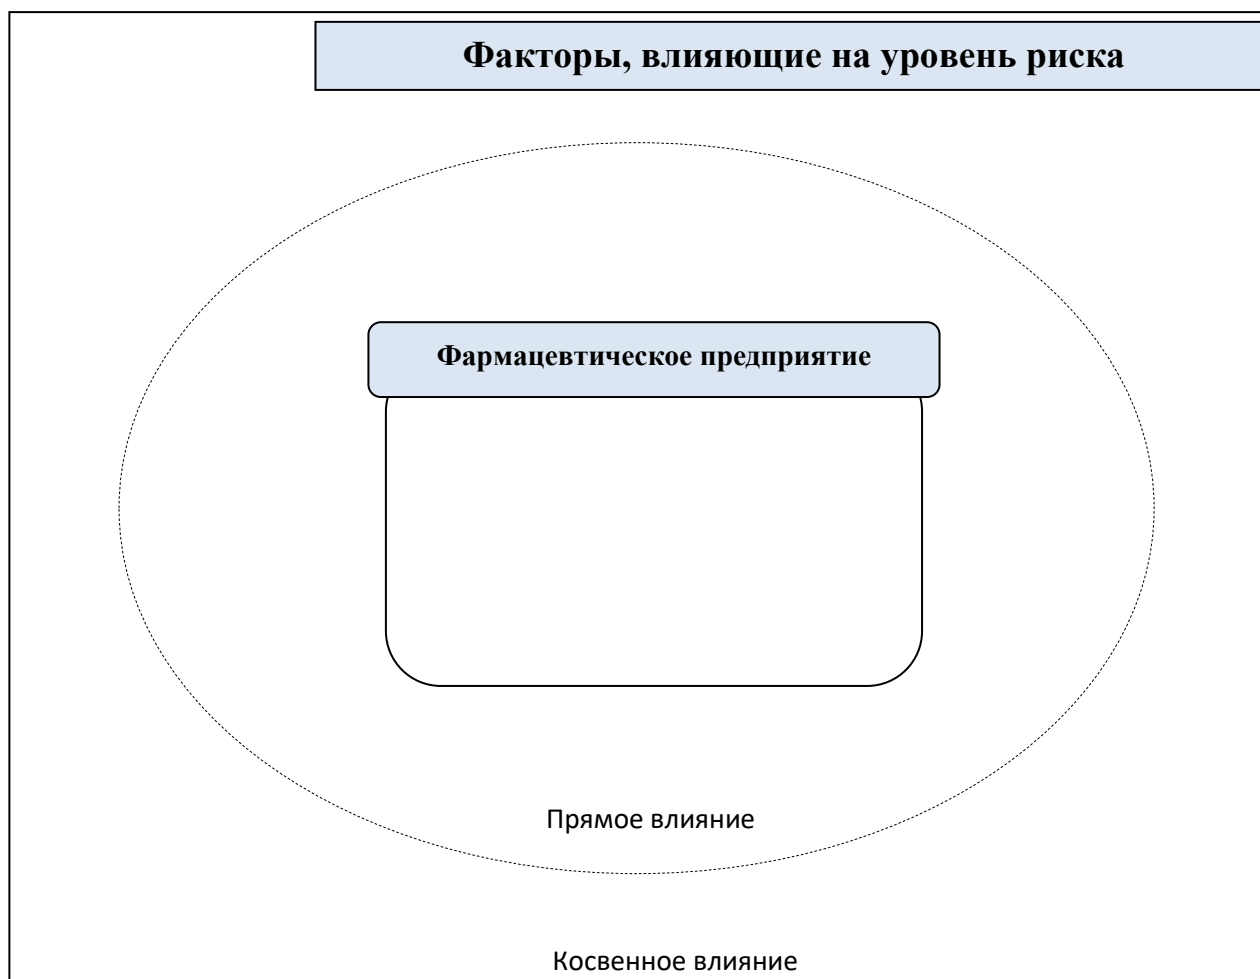 Факторы, влияющие на уровень риска
Фармацевтическое предприятие
Прямое влияние
Косвенное влияние